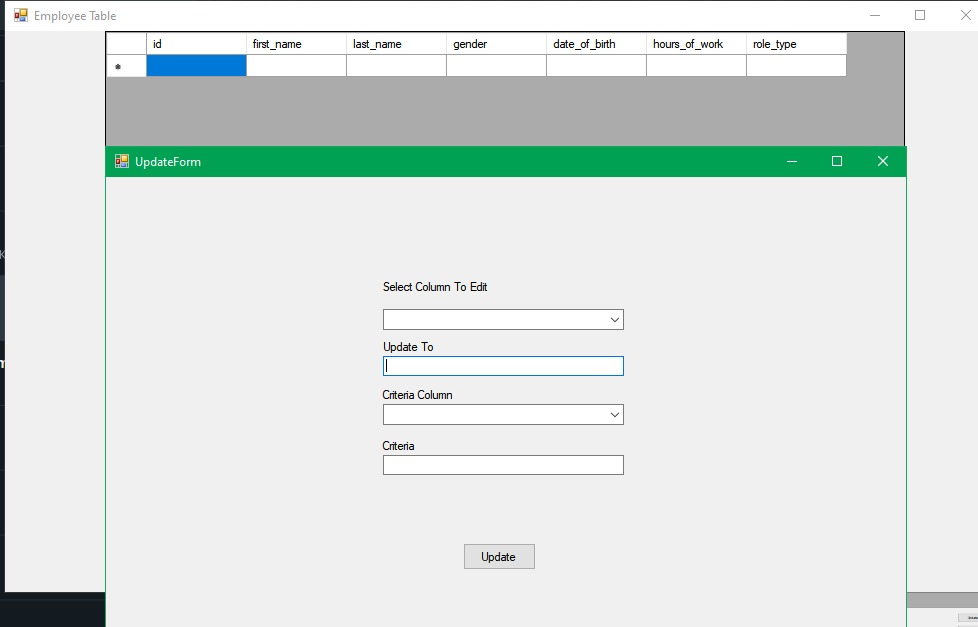 Employee Table
id first_name last_name gender date_of_birth hours_of_work role_type
UpdateForm
Select Column To Edit
Update To
Criteria Column
Criteria
Update